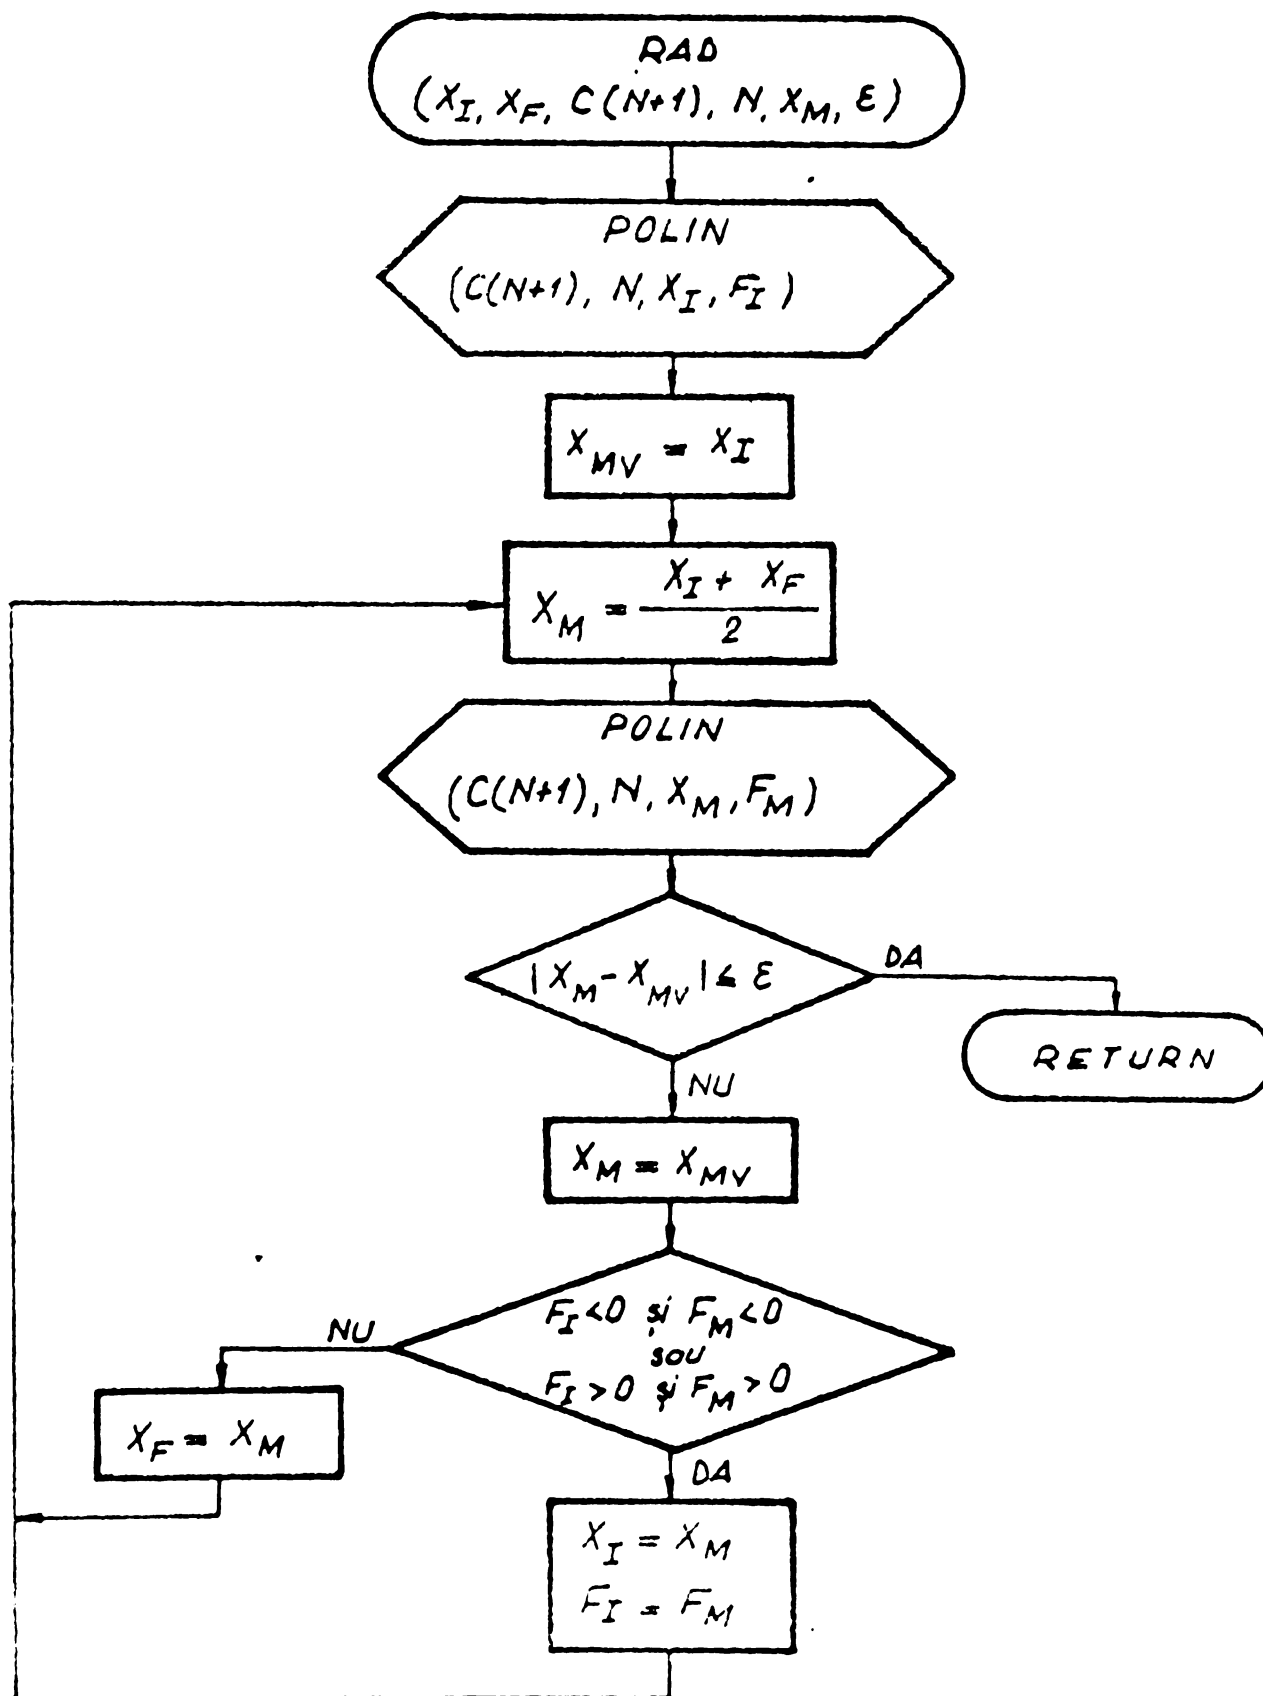 RAD
(X_I, X_F, C(N+1), N, X_M, ε)
POLIN
(C(N+1), N, X_I, F_I)
X_MV = X_I
X_M = (X_I + X_F)/2
POLIN
(C(N+1), N, X_M, F_M)
|X_M - X_MV| ≤ ε
DA
RETURN
NU
X_M = X_MV
F_I < 0 și F_M < 0
sou
F_I > 0 și F_M > 0
NU
X_F = X_M
DA
X_I = X_M
F_I = F_M